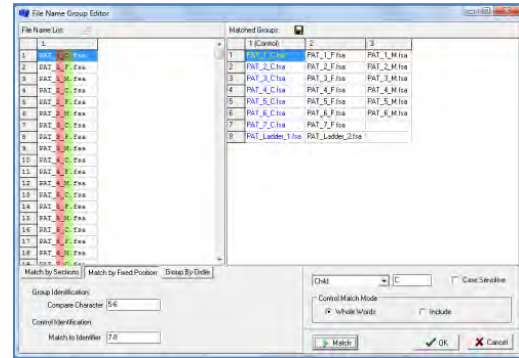 File Name Group Editor
File Name List:
Matched Groups:
1
1 PAT_1_C.fsa
2 PAT_1_F.fsa
3 PAT_1_M.fsa
4 PAT_2_C.fsa
5 PAT_2_F.fsa
6 PAT_2_M.fsa
7 PAT_3_C.fsa
8 PAT_3_F.fsa
9 PAT_3_M.fsa
10 PAT_4_C.fsa
11 PAT_4_F.fsa
12 PAT_4_M.fsa
13 PAT_5_C.fsa
14 PAT_5_F.fsa
15 PAT_5_M.fsa
16 PAT_6_C.fsa
17 PAT_6_F.fsa
18 PAT_6_M.fsa
1 (Control) 2 3
1 PAT_1_C.fsa PAT_1_F.fsa PAT_1_M.fsa
2 PAT_2_C.fsa PAT_2_F.fsa PAT_2_M.fsa
3 PAT_3_C.fsa PAT_3_F.fsa PAT_3_M.fsa
4 PAT_4_C.fsa PAT_4_F.fsa PAT_4_M.fsa
5 PAT_5_C.fsa PAT_5_F.fsa PAT_5_M.fsa
6 PAT_6_C.fsa PAT_6_F.fsa PAT_6_M.fsa
7 PAT_7_C.fsa PAT_7_F.fsa
8 PAT_Ladder_1.fsa PAT_Ladder_2.fsa
Match by Sections Match by Fixed Position Group By Order
Group Identification:
Compare Character 5-6
Control Identification:
Match to Identifier 7-8
Child C Case Sensitive
Control Match Mode
Whole Words Include
Match OK Cancel